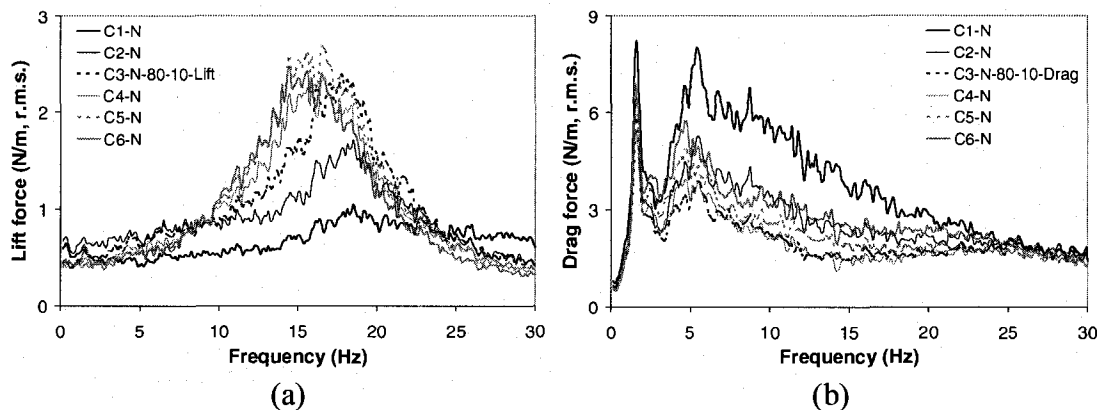 3
2
1
0
Lift force (N/m, r.m.s.)
C1-N
C2-N
C3-N-80-10-Lift
C4-N
C5-N
C6-N
0 5 10 15 20 25 30
Frequency (Hz)
(a)
9
6
3
0
Drag force (N/m, r.m.s.)
C1-N
C2-N
C3-N-80-10-Drag
C4-N
C5-N
C6-N
0 5 10 15 20 25 30
Frequency (Hz)
(b)